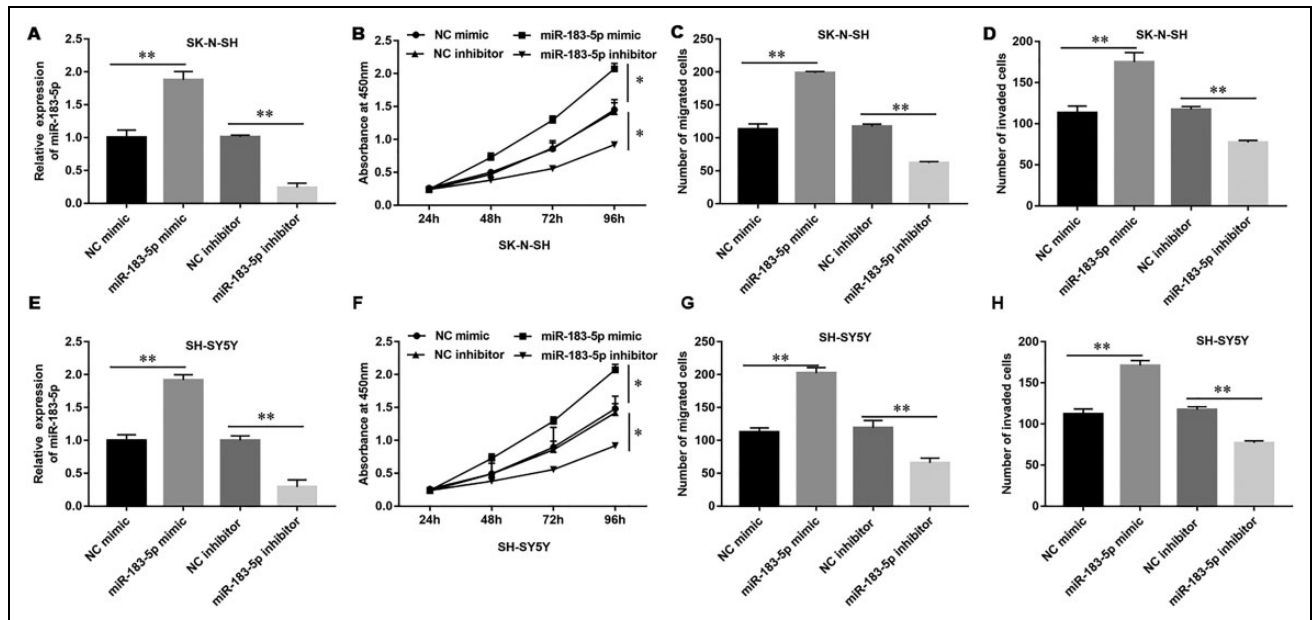 A
SK-N-SH
Relative expression
of miR-183-5p
2.5
2.0
1.5
1.0
0.5
0.0
**
**
NC mimic
miR-183-5p mimic
NC inhibitor
miR-183-5p inhibitor
B
NC mimic
miR-183-5p mimic
NC inhibitor
miR-183-5p inhibitor
Absorbance at 450nm
2.5
2.0
1.5
1.0
0.5
0.0
*
*
24h
48h
72h
96h
SK-N-SH
C
SK-N-SH
Number of migrated cells
250
200
150
100
50
0
**
**
NC mimic
miR-183-5p mimic
NC inhibitor
miR-183-5p inhibitor
D
SK-N-SH
Number of invaded cells
200
150
100
50
0
**
**
NC mimic
miR-183-5p mimic
NC inhibitor
miR-183-5p inhibitor
E
SH-SY5Y
Relative expression
of miR-183-5p
2.5
2.0
1.5
1.0
0.5
0.0
**
**
NC mimic
miR-183-5p mimic
NC inhibitor
miR-183-5p inhibitor
F
NC mimic
miR-183-5p mimic
NC inhibitor
miR-183-5p inhibitor
Absorbance at 450nm
2.5
2.0
1.5
1.0
0.5
0.0
*
*
24h
48h
72h
96h
SH-SY5Y
G
SH-SY5Y
Number of migrated cells
250
200
150
100
50
0
**
**
NC mimic
miR-183-5p mimic
NC inhibitor
miR-183-5p inhibitor
H
SH-SY5Y
Number of invaded cells
200
150
100
50
0
**
**
NC mimic
miR-183-5p mimic
NC inhibitor
miR-183-5p inhibitor